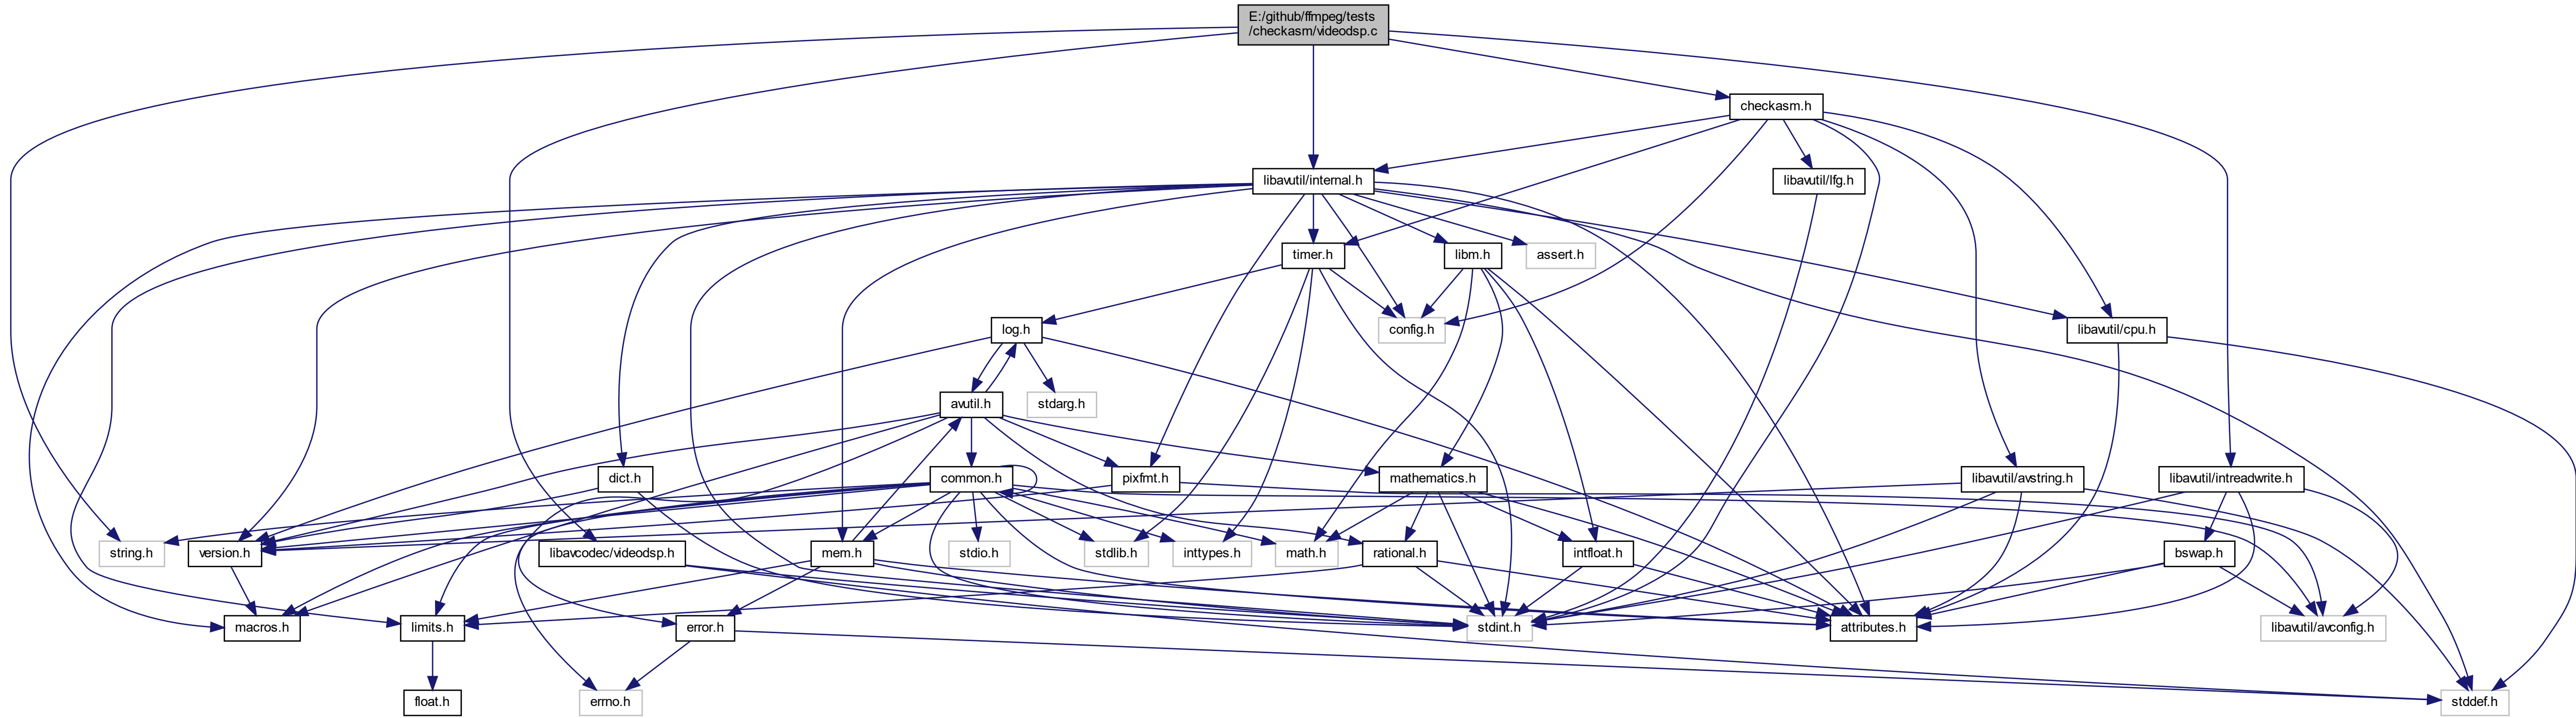 E:/github/ffmpeg/tests
/checkasm/videodsp.c
checkasm.h
libavutil/internal.h
libavutil/lfg.h
timer.h
libm.h
assert.h
log.h
config.h
libavutil/cpu.h
avutil.h
stdarg.h
dict.h
common.h
pixfmt.h
mathematics.h
libavutil/avstring.h
libavutil/intreadwrite.h
string.h
version.h
libavcodec/videodsp.h
mem.h
stdio.h
stdlib.h
inttypes.h
math.h
rational.h
intfloat.h
bswap.h
macros.h
limits.h
error.h
stdint.h
attributes.h
libavutil/avconfig.h
float.h
errno.h
stddef.h